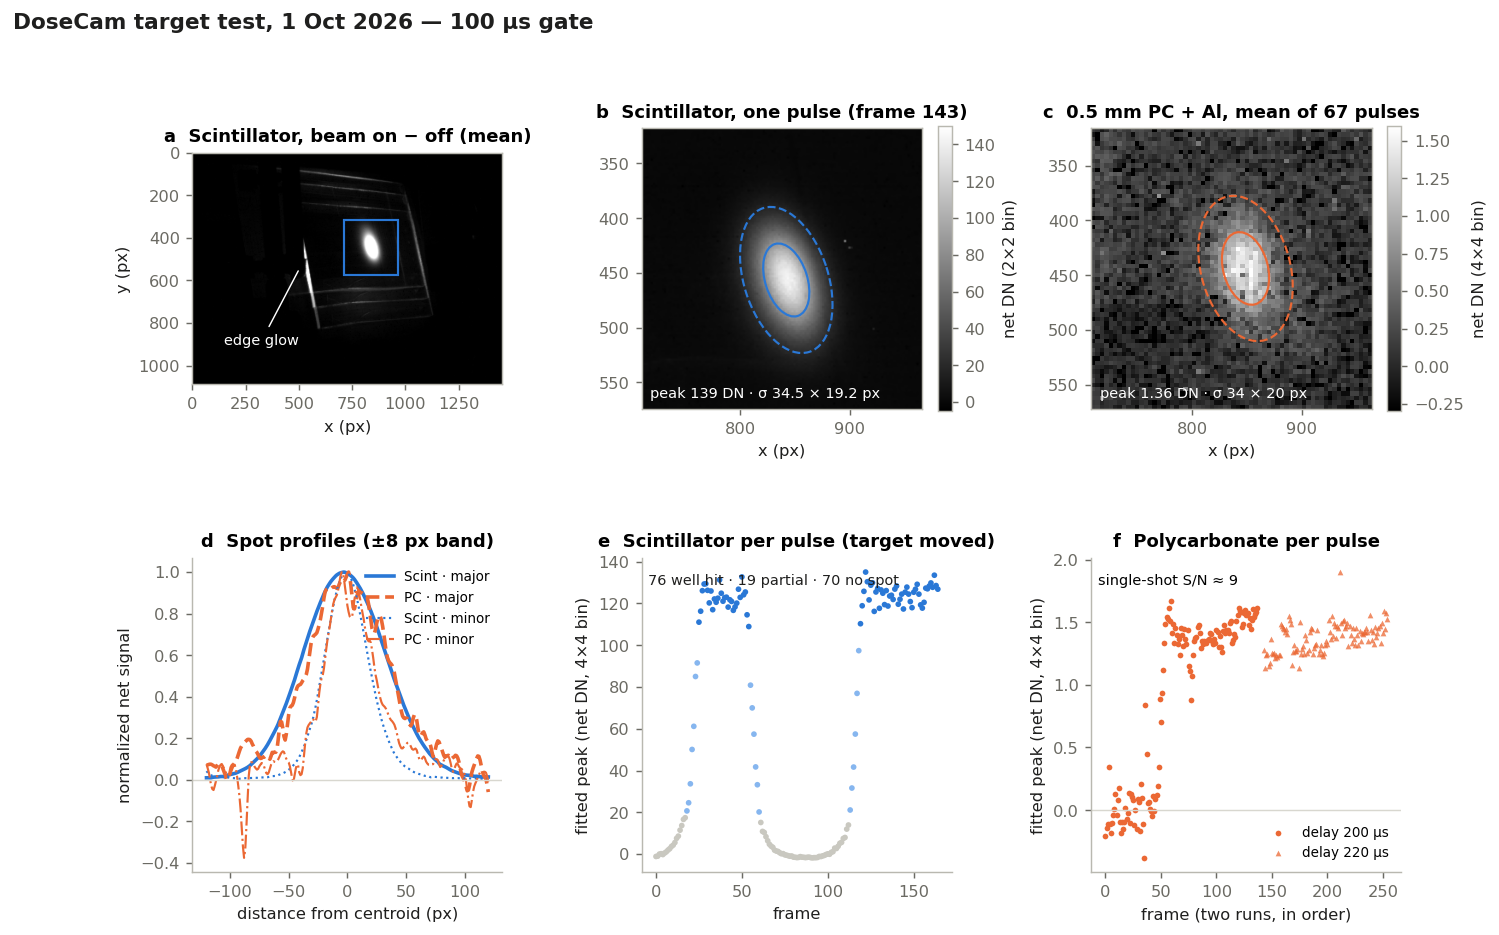 DoseCam target test, 1 Oct 2026 — 100 µs gate
a Scintillator, beam on − off (mean)
0
200
400
600
800
1000
y (px)
edge glow
0 250 500 750 1000 1250
x (px)
b Scintillator, one pulse (frame 143)
350
400
450
500
550
peak 139 DN · σ 34.5 × 19.2 px
800 900
x (px)
140
120
100
80
60
40
20
0
net DN (2×2 bin)
c 0.5 mm PC + Al, mean of 67 pulses
350
400
450
500
550
peak 1.36 DN · σ 34 × 20 px
800 900
x (px)
1.50
1.25
1.00
0.75
0.50
0.25
0.00
−0.25
net DN (4×4 bin)
d Spot profiles (±8 px band)
1.0
0.8
0.6
0.4
0.2
0.0
−0.2
−0.4
normalized net signal
Scint · major
PC · major
Scint · minor
PC · minor
−100 −50 0 50 100
distance from centroid (px)
e Scintillator per pulse (target moved)
76 well hit · 19 partial · 70 no spot
140
120
100
80
60
40
20
0
fitted peak (net DN, 4×4 bin)
0 50 100 150
frame
f Polycarbonate per pulse
single-shot S/N ≈ 9
2.0
1.5
1.0
0.5
0.0
fitted peak (net DN, 4×4 bin)
delay 200 µs
delay 220 µs
0 50 100 150 200 250
frame (two runs, in order)